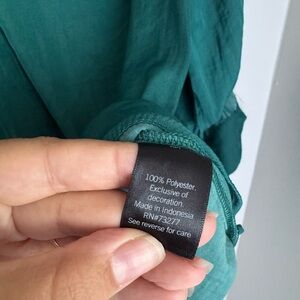 100% Polyester.
Exclusive of
decoration
Made in Indonesia
RN#73277
See reverse for care